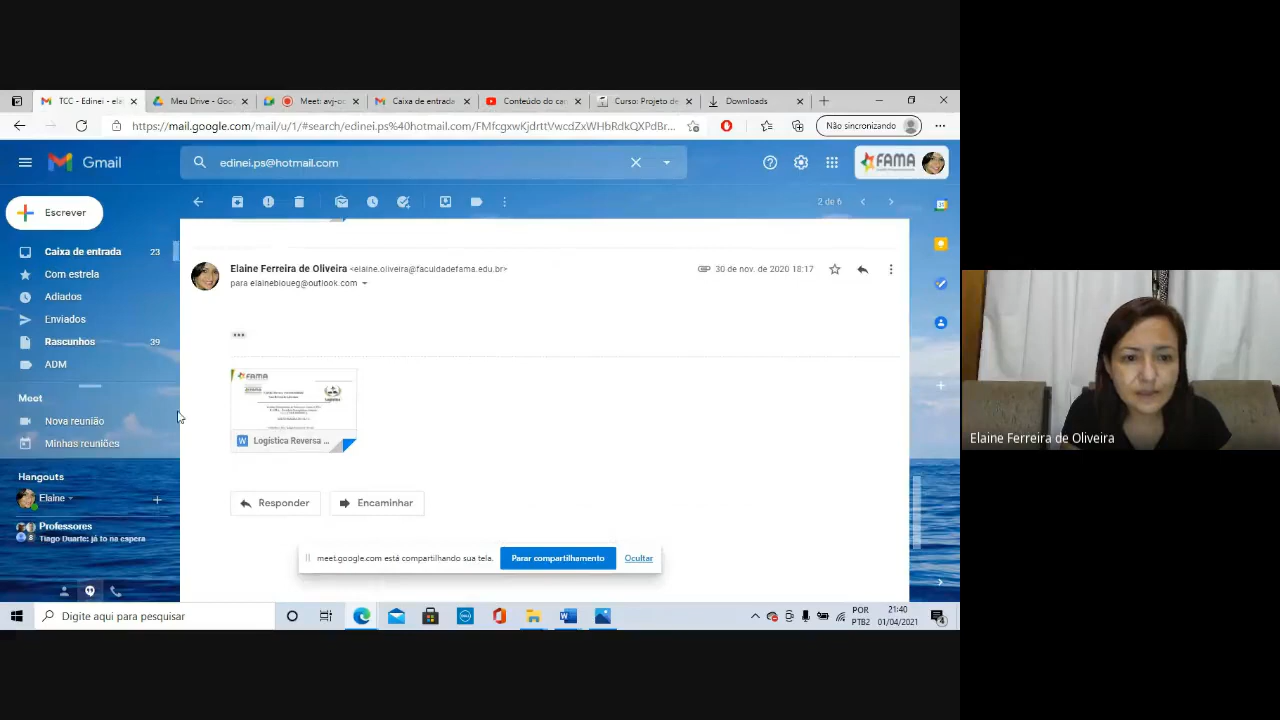 TCC - Edinei - ela
Meu Drive - Goo
Meet: avj-oc
Caixa de entrada
Conteúdo do car
Curso: Projeto de
Downloads
https://mail.google.com/mail/u/1/#search/edinei.ps%40hotmail.com/FMfcgxwKjdrttVwcdZxWHbRdkQXPdBr...
Não sincronizando
Gmail
edinei.ps@hotmail.com
FAMA
Escrever
2 de 6
Caixa de entrada 23
Com estrela
Adiados
Enviados
Rascunhos 39
ADM
Meet
Nova reunião
Minhas reuniões
Hangouts
Elaine
Professores
Tiago Duarte: já to na espera
Elaine Ferreira de Oliveira <elaine.oliveira@faculdadefama.edu.br>
30 de nov. de 2020 18:17
para elainebioueg@outlook.com
FAMA
Logística Reversa ...
Responder
Encaminhar
meet.google.com está compartilhando sua tela.
Parar compartilhamento
Ocultar
Digite aqui para pesquisar
POR
PTB2
21:40
01/04/2021
4
Elaine Ferreira de Oliveira